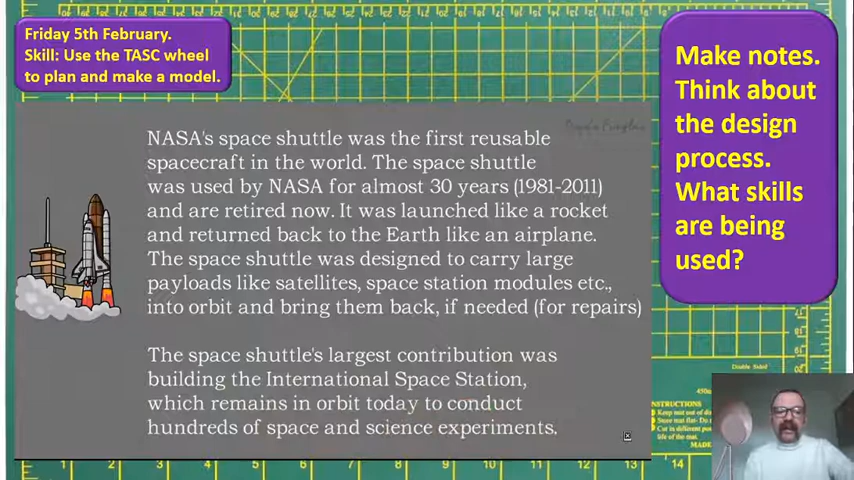 Friday 5th February.
Skill: Use the TASC wheel
to plan and make a model.
Make notes.
Think about
the design
process.
What skills
are being
used?
NASA's space shuttle was the first reusable
spacecraft in the world. The space shuttle
was used by NASA for almost 30 years (1981-2011)
and are retired now. It was launched like a rocket
and returned back to the Earth like an airplane.
The space shuttle was designed to carry large
payloads like satellites, space station modules etc.,
into orbit and bring them back, if needed (for repairs)
The space shuttle's largest contribution was
building the International Space Station,
which remains in orbit today to conduct
hundreds of space and science experiments.
Double Sided
INSTRUCTIONS
1 2 3 4 5 6 7 8 9 10 11 12 13 14